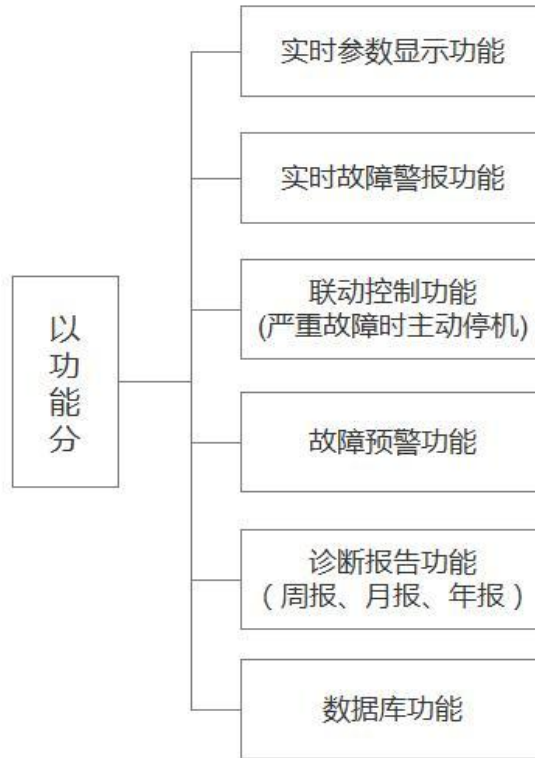 实时参数显示功能
实时故障警报功能
联动控制功能
(严重故障时主动停机)
以功能分
故障预警功能
诊断报告功能
（周报、月报、年报）
数据库功能